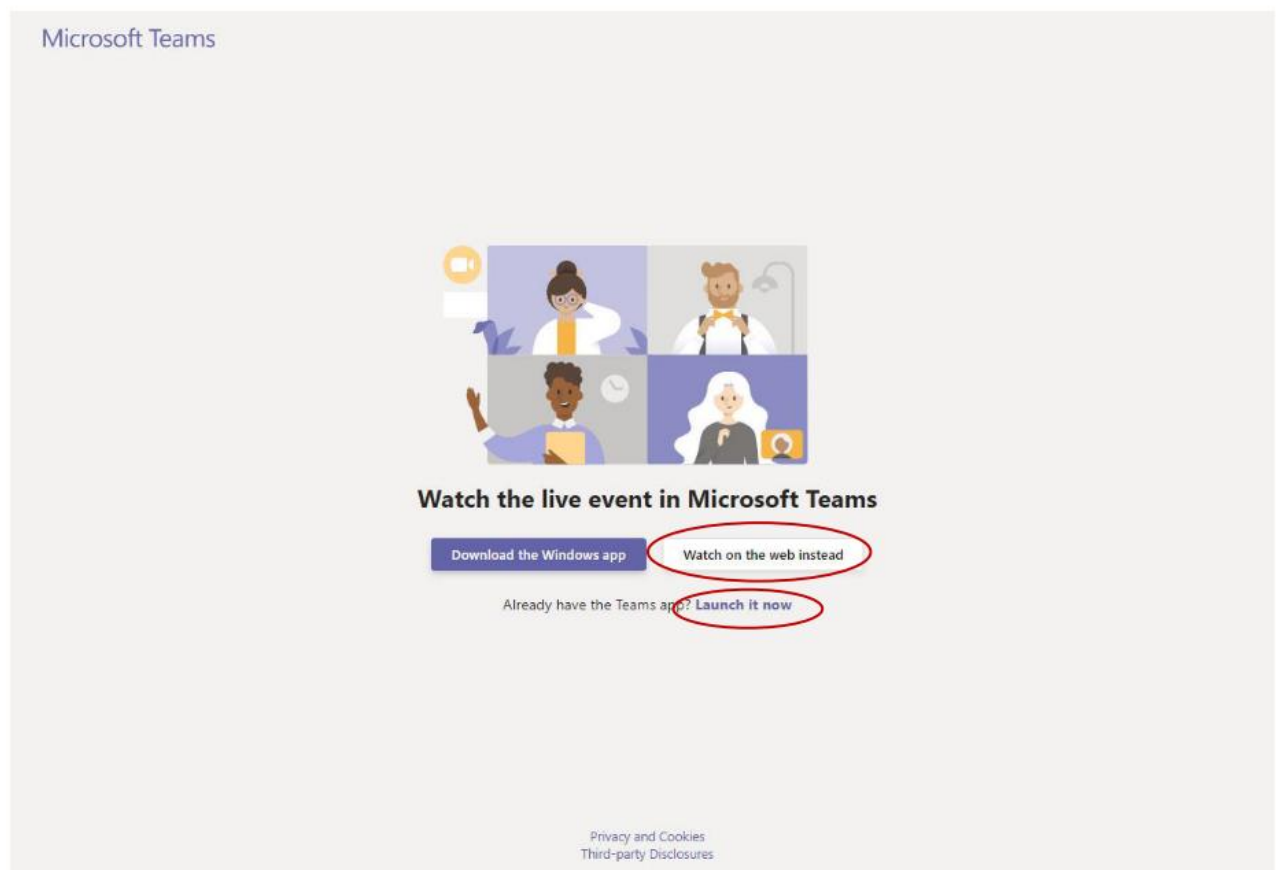 Microsoft Teams
Watch the live event in Microsoft Teams
Download the Windows app
Watch on the web instead
Already have the Teams app? Launch it now
Privacy and Cookies
Third-party Disclosures